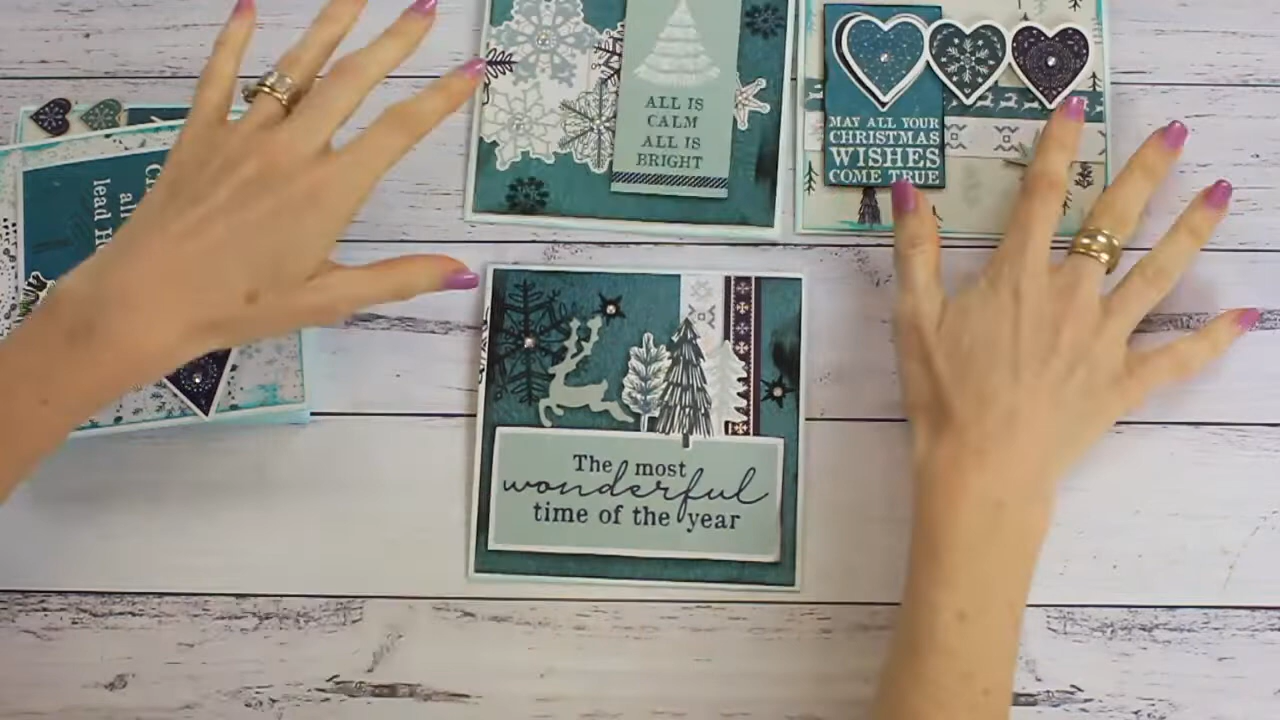 ALL IS
CALM
ALL IS
BRIGHT
MAY ALL YOUR
CHRISTMAS
WISHES
COME TRUE
lead
The most
wonderful
time of the year